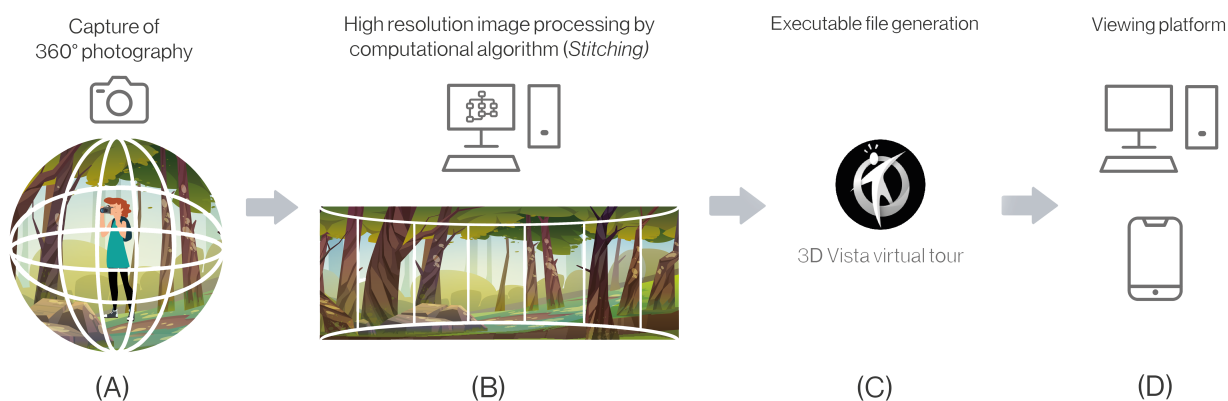 Capture of
360° photography
High resolution image processing by
computational algorithm (Stitching)
Executable file generation
Viewing platform
3D Vista virtual tour
(A)
(B)
(C)
(D)